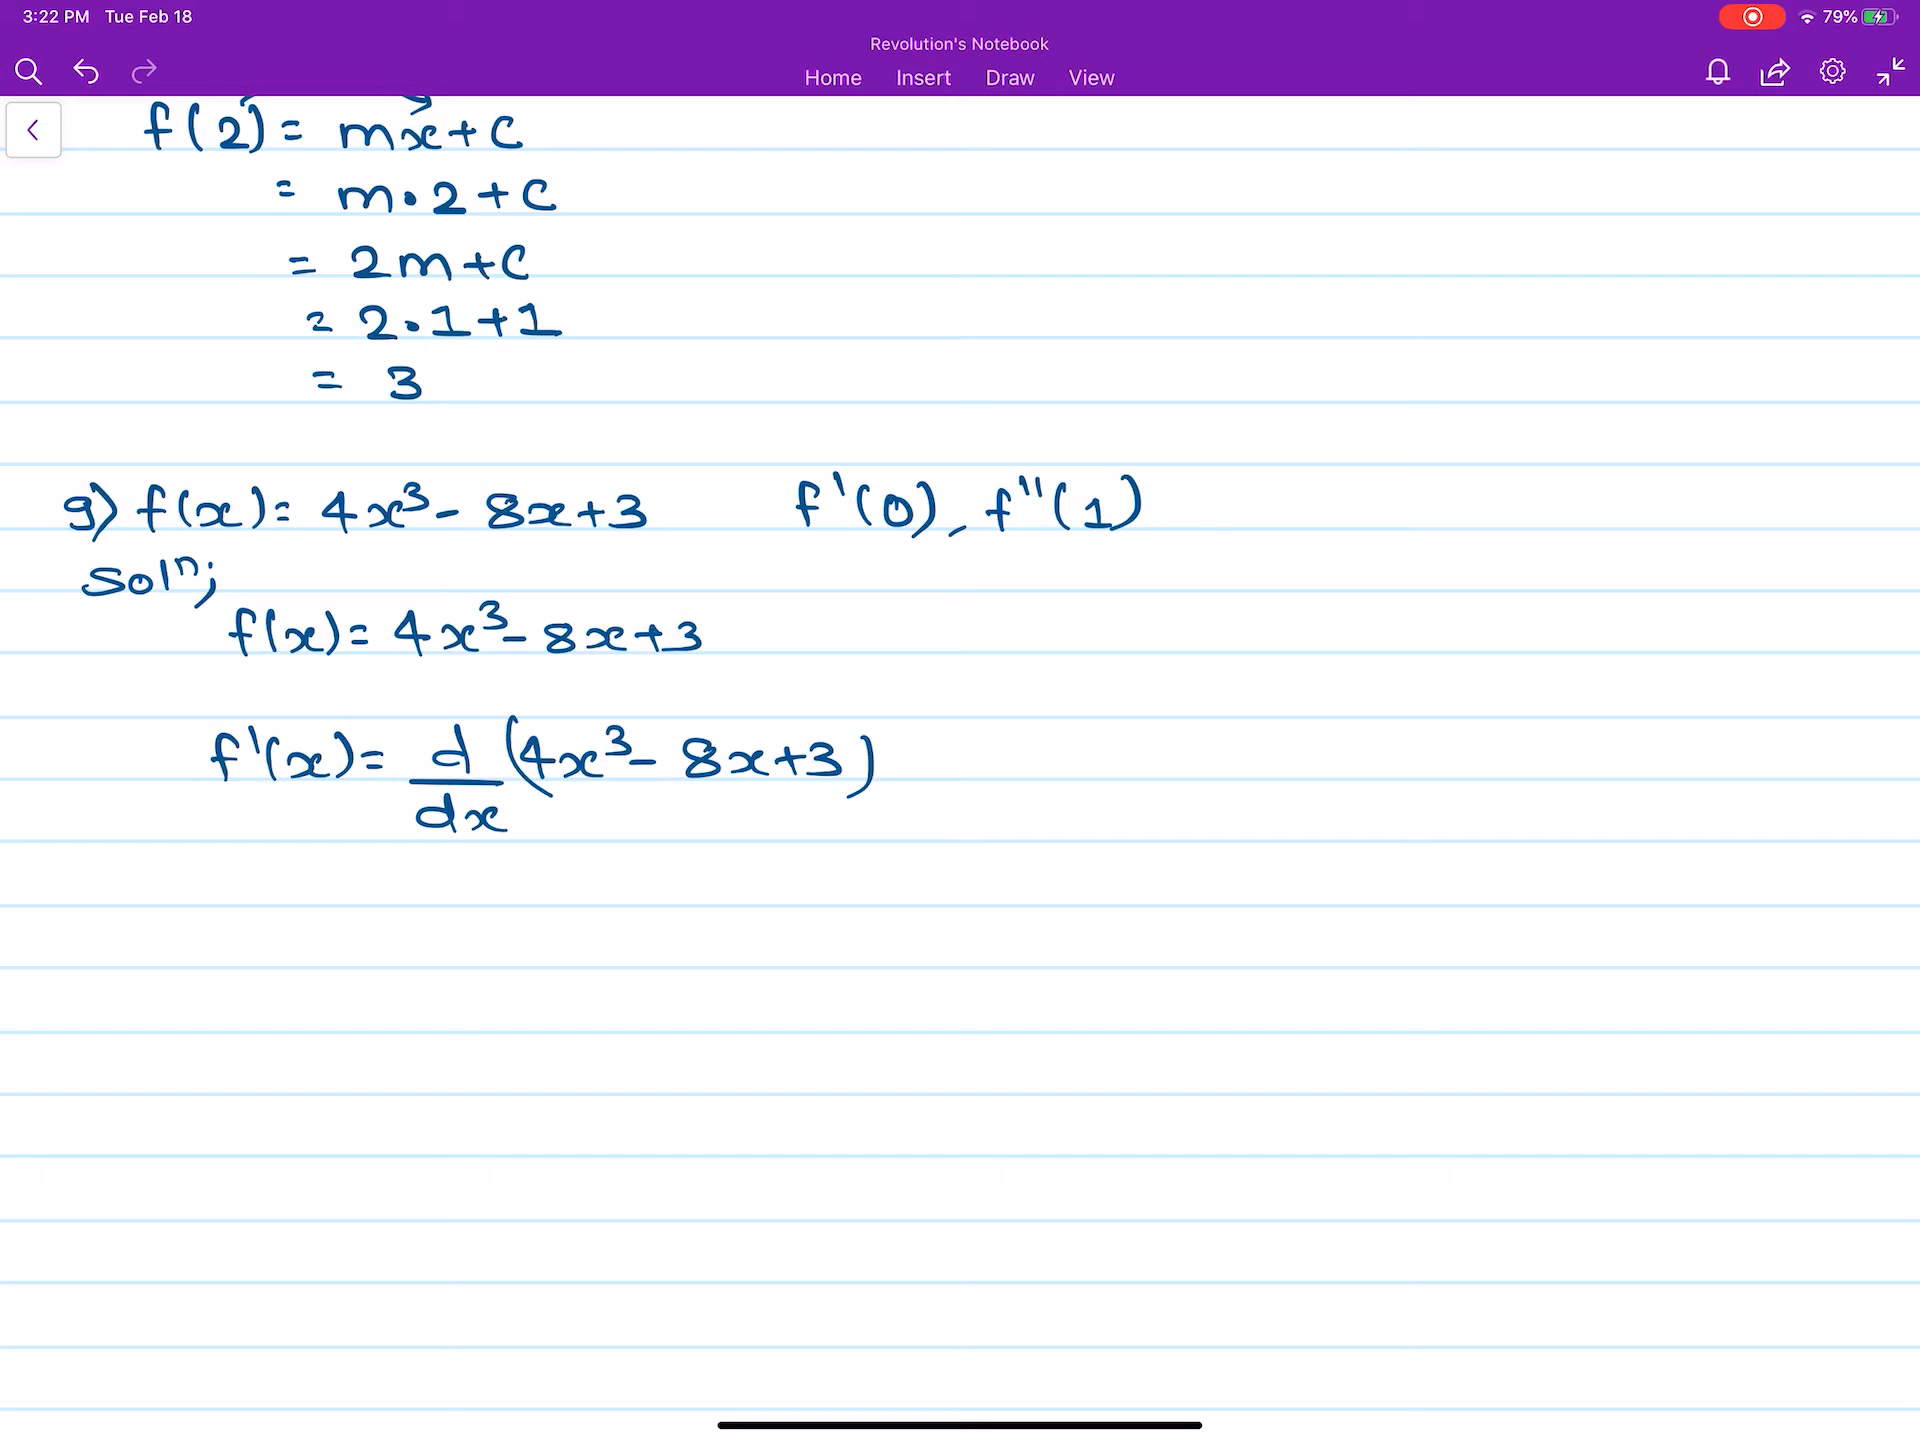 3:22 PM Tue Feb 18
79%
Revolution's Notebook
Home Insert Draw View
f(2) = mx+c
= m·2+c
= 2m+c
= 2·1+1
= 3
9) f(x) = 4x³- 8x+3 f'(0), f''(1)
solⁿ;
f(x) = 4x³- 8x+3
f'(x) = d/dx (4x³- 8x+3)